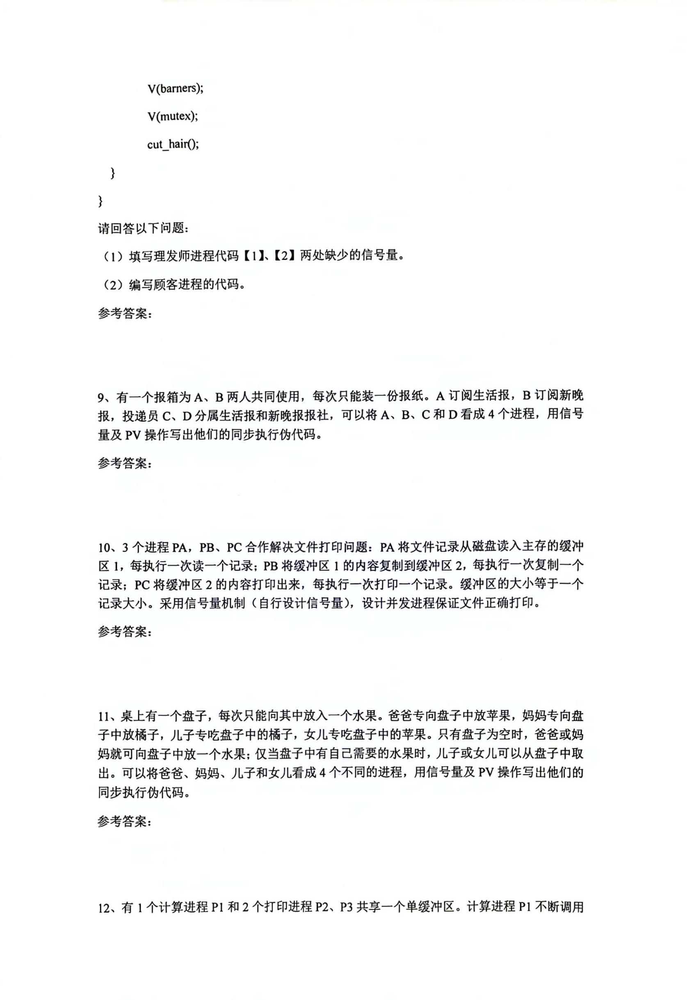 V(barners);
V(mutex);
cut_hair();
}
}
请回答以下问题：
（1）填写理发师进程代码【1】、【2】两处缺少的信号量。
（2）编写顾客进程的代码。
参考答案：
9、有一个报箱为 A、B 两人共同使用，每次只能装一份报纸。A 订阅生活报，B 订阅新晚
报，投递员 C、D 分属生活报和新晚报报社，可以将 A、B、C 和 D 看成 4 个进程，用信号
量及 PV 操作写出他们的同步执行伪代码。
参考答案：
10、3 个进程 PA，PB、PC 合作解决文件打印问题：PA 将文件记录从磁盘读入主存的缓冲
区 1，每执行一次读一个记录；PB 将缓冲区 1 的内容复制到缓冲区 2，每执行一次复制一个
记录；PC 将缓冲区 2 的内容打印出来，每执行一次打印一个记录。缓冲区的大小等于一个
记录大小。采用信号量机制（自行设计信号量），设计并发进程保证文件正确打印。
参考答案：
11、桌上有一个盘子，每次只能向其中放入一个水果。爸爸专向盘子中放苹果，妈妈专向盘
子中放橘子，儿子专吃盘子中的橘子，女儿专吃盘子中的苹果。只有盘子为空时，爸爸或妈
妈就可向盘子中放一个水果；仅当盘子中有自己需要的水果时，儿子或女儿可以从盘子中取
出。可以将爸爸、妈妈、儿子和女儿看成 4 个不同的进程，用信号量及 PV 操作写出他们的
同步执行伪代码。
参考答案：
12、有 1 个计算进程 P1 和 2 个打印进程 P2、P3 共享一个单缓冲区。计算进程 P1 不断调用